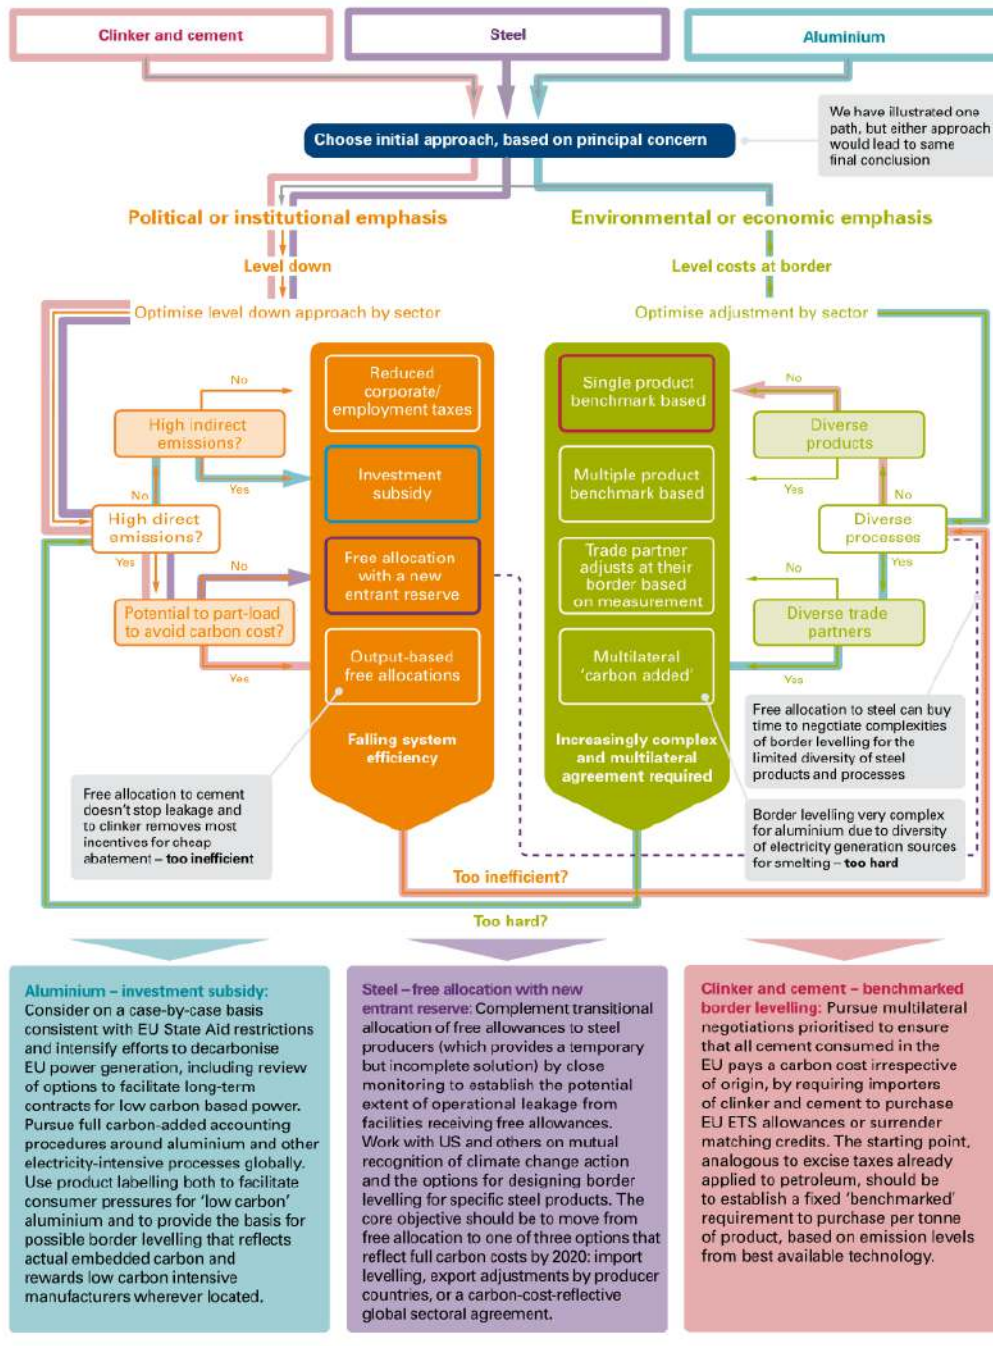 Clinker and cement
Steel
Aluminium
Choose initial approach, based on principal concern
We have illustrated one
path, but either approach
would lead to same
final conclusion
Political or institutional emphasis
Environmental or economic emphasis
Level down
Level costs at border
Optimise level down approach by sector
Optimise adjustment by sector
No
High indirect
emissions?
Yes
No
High direct
emissions?
Yes
No
Potential to part-load
to avoid carbon cost?
Yes
Reduced
corporate/
employment taxes
Investment
subsidy
Free allocation
with a new
entrant reserve
Output-based
free allocations
Falling system
efficiency
Single product
benchmark based
Multiple product
benchmark based
Trade partner
adjusts at their
border based
on measurement
Multilateral
‘carbon added’
Increasingly complex
and multilateral
agreement required
No
Diverse
products
Yes
No
Diverse
processes
Yes
No
Diverse trade
partners
Yes
Free allocation to steel can buy
time to negotiate complexities
of border levelling for the
limited diversity of steel
products and processes
Free allocation to cement
doesn’t stop leakage and
to clinker removes most
incentives for cheap
abatement – too inefficient
Border levelling very complex
for aluminium due to diversity
of electricity generation sources
for smelting – too hard
Too inefficient?
Too hard?
Aluminium – investment subsidy:
Consider on a case-by-case basis
consistent with EU State Aid restrictions
and intensify efforts to decarbonise
EU power generation, including review
of options to facilitate long-term
contracts for low carbon based power.
Pursue full carbon-added accounting
procedures around aluminium and other
electricity-intensive processes globally.
Use product labelling both to facilitate
consumer pressures for ‘low carbon’
aluminium and to provide the basis for
possible border levelling that reflects
actual embedded carbon and
rewards low carbon intensive
manufacturers wherever located.
Steel – free allocation with new
entrant reserve: Complement transitional
allocation of free allowances to steel
producers (which provides a temporary
but incomplete solution) by close
monitoring to establish the potential
extent of operational leakage from
facilities receiving free allowances.
Work with US and others on mutual
recognition of climate change action
and the options for designing border
levelling for specific steel products. The
core objective should be to move from
free allocation to one of three options that
reflect full carbon costs by 2020: import
levelling, export adjustments by producer
countries, or a carbon-cost-reflective
global sectoral agreement.
Clinker and cement – benchmarked
border levelling: Pursue multilateral
negotiations prioritised to ensure
that all cement consumed in the
EU pays a carbon cost irrespective
of origin, by requiring importers
of clinker and cement to purchase
EU ETS allowances or surrender
matching credits. The starting point,
analogous to excise taxes already
applied to petroleum, should be
to establish a fixed ‘benchmarked’
requirement to purchase per tonne
of product, based on emission levels
from best available technology.